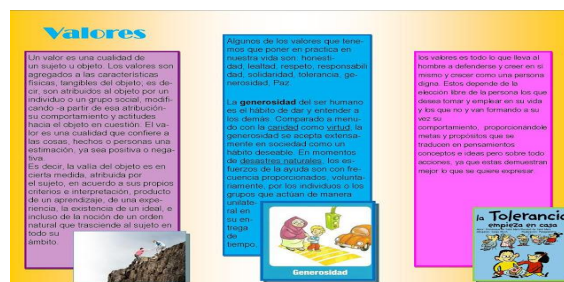 Valores
Un valor es una cualidad de
un sujeto u objeto. Los valores son
agregados a las características
físicas, tangibles del objeto; es de-
cir, son atribuidos al objeto por un
individuo o un grupo social, modifi-
cando -a partir de esa atribución-
su comportamiento y actitudes
hacia el objeto en cuestión. El va-
lor es una cualidad que confiere a
las cosas, hechos o personas una
estimación, ya sea positiva o nega-
tiva.
Es decir, la valía del objeto es en
cierta medida, atribuida por
el sujeto, en acuerdo a sus propios
criterios e interpretación, producto
de un aprendizaje, de una expe-
riencia, la existencia de un ideal, e
incluso de la noción de un orden
natural que trasciende al sujeto en
todo su
ámbito.
Algunos de los valores que tene-
mos que poner en practica en
nuestra vida son: honesti-
dad, lealtad, respeto, responsabili
dad, solidaridad, tolerancia, ge-
nerosidad, Paz.
La generosidad del ser humano
es el hábito de dar y entender a
los demás. Comparado a menu-
do con la caridad como virtud, la
generosidad se acepta extensa-
mente en sociedad como un
hábito deseable. En momentos
de desastres naturales, los es-
fuerzos de la ayuda son con fre-
cuencia proporcionados, volunta-
riamente, por los individuos o los
grupos que actúan de manera
unilate-
ral en
su en-
trega
de
tiempo,
Generosidad
los valores es todo lo que lleva al
hombre a defenderse y creer en si
mismo y crecer como una persona
digna. Estos depende de la
elección libre de la persona los que
desea tomar y emplear en su vida
y los que no y van formando a su
vez su
comportamiento, proporcionándole
metas y propósitos que se
traducen en pensamientos
conceptos e ideas pero sobre todo
acciones, ya que estas demuestran
mejor lo que se quiere expresar.
la Tolerancia
empieza en casa